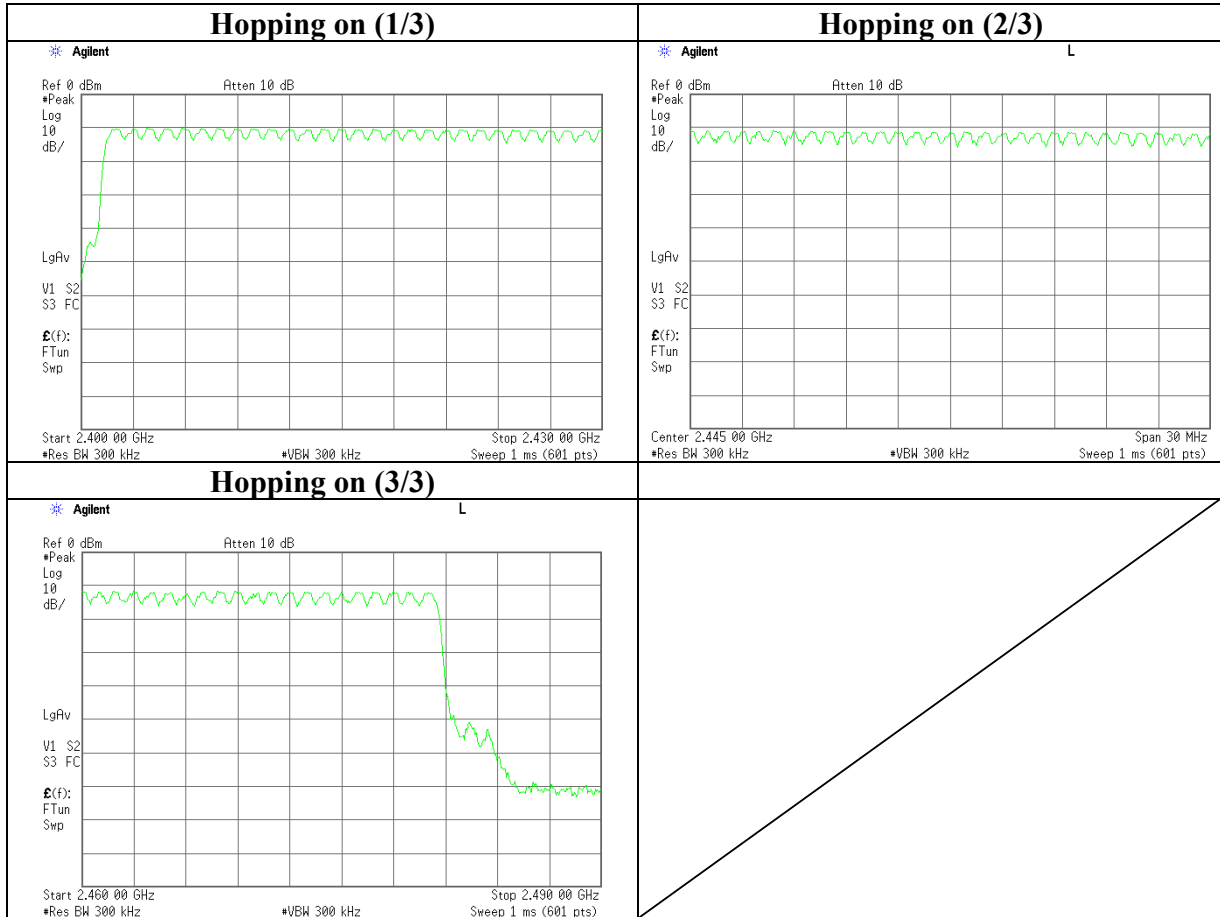 Hopping on (1/3)
Agilent
Ref 0 dBm Atten 10 dB
#Peak
Log
10
dB/
LgAv
V1 S2
S3 FC
£(f):
FTun
Swp
Start 2.400 00 GHz Stop 2.430 00 GHz
#Res BW 300 kHz #VBW 300 kHz Sweep 1 ms (601 pts)
Hopping on (2/3)
Agilent L
Ref 0 dBm Atten 10 dB
#Peak
Log
10
dB/
LgAv
V1 S2
S3 FC
£(f):
FTun
Swp
Center 2.445 00 GHz Span 30 MHz
#Res BW 300 kHz #VBW 300 kHz Sweep 1 ms (601 pts)
Hopping on (3/3)
Agilent L
Ref 0 dBm Atten 10 dB
#Peak
Log
10
dB/
LgAv
V1 S2
S3 FC
£(f):
FTun
Swp
Start 2.460 00 GHz Stop 2.490 00 GHz
#Res BW 300 kHz #VBW 300 kHz Sweep 1 ms (601 pts)